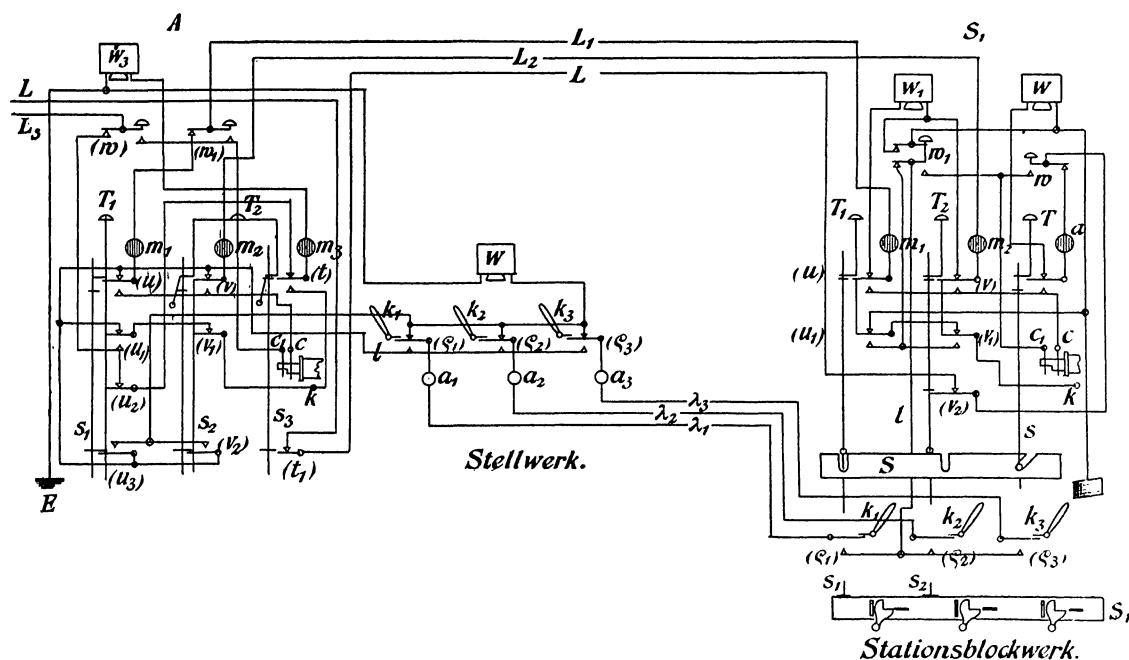 A
S₁
W₃
L₁
L₂
L
L
L₃
W₁
W
(w)
(w₁)
w₁
w
T₁
T₂
T₁
T₂
T
m₁
m₂
m₃
m₁
m₂
a
W
(u)
(v)
(t)
(u)
(v)
k₁
k₂
k₃
(u₁)
(v₁)
c₁
c
l
(ϱ₁)
(ϱ₂)
(ϱ₃)
(u₁)
(v₁)
c₁
c
(u₂)
k
a₁
a₂
a₃
k
λ₃
λ₂
λ₁
l
(v₂)
s₁
s₂
s₃
(v₂)
s
(u₃)
(t₁)
Stellwerk.
S
E
k₁
k₂
k₃
(ϱ₁)
(ϱ₂)
(ϱ₃)
s₁
s₂
S₁
Stationsblockwerk.